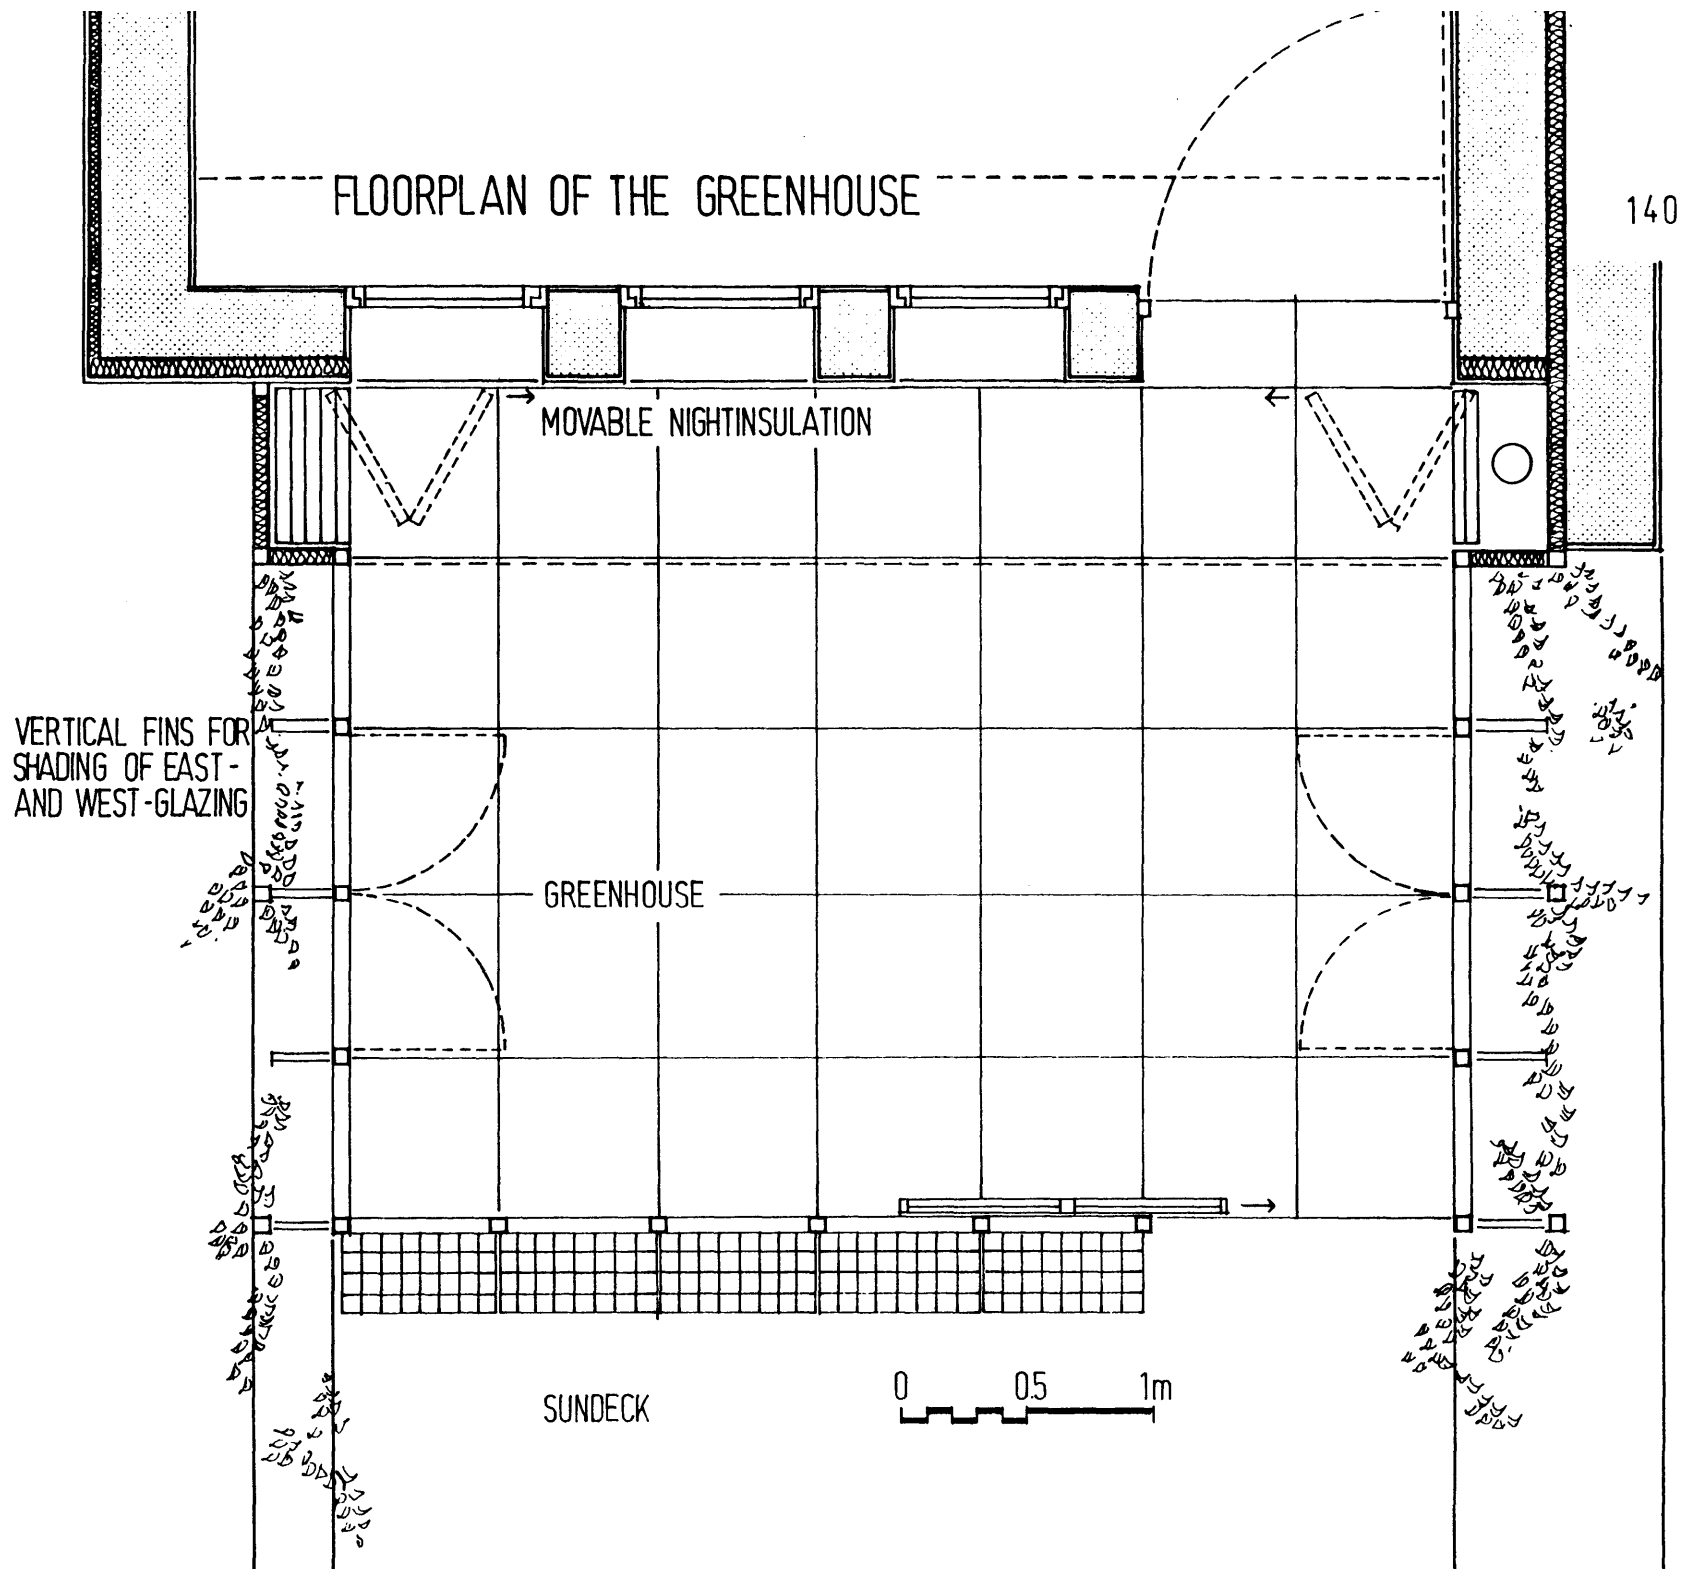 FLOORPLAN OF THE GREENHOUSE
140
MOVABLE NIGHTINSULATION
VERTICAL FINS FOR
SHADING OF EAST-
AND WEST-GLAZING
GREENHOUSE
SUNDECK
0 0.5 1m